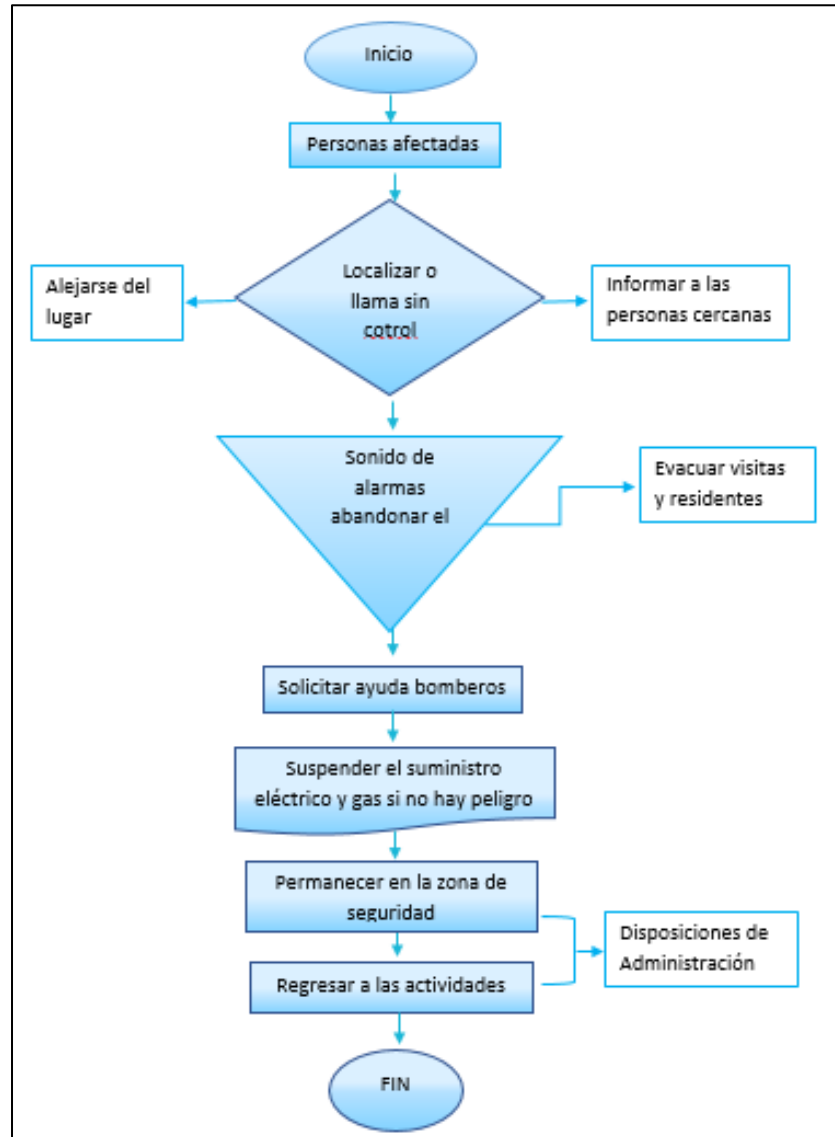 Inicio
Personas afectadas
Localizar o
llama sin
cotrol
Alejarse del
lugar
Informar a las
personas cercanas
Sonido de
alarmas
abandonar el
Evacuar visitas
y residentes
Solicitar ayuda bomberos
Suspender el suministro
eléctrico y gas si no hay peligro
Permanecer en la zona de
seguridad
Disposiciones de
Administración
Regresar a las actividades
FIN